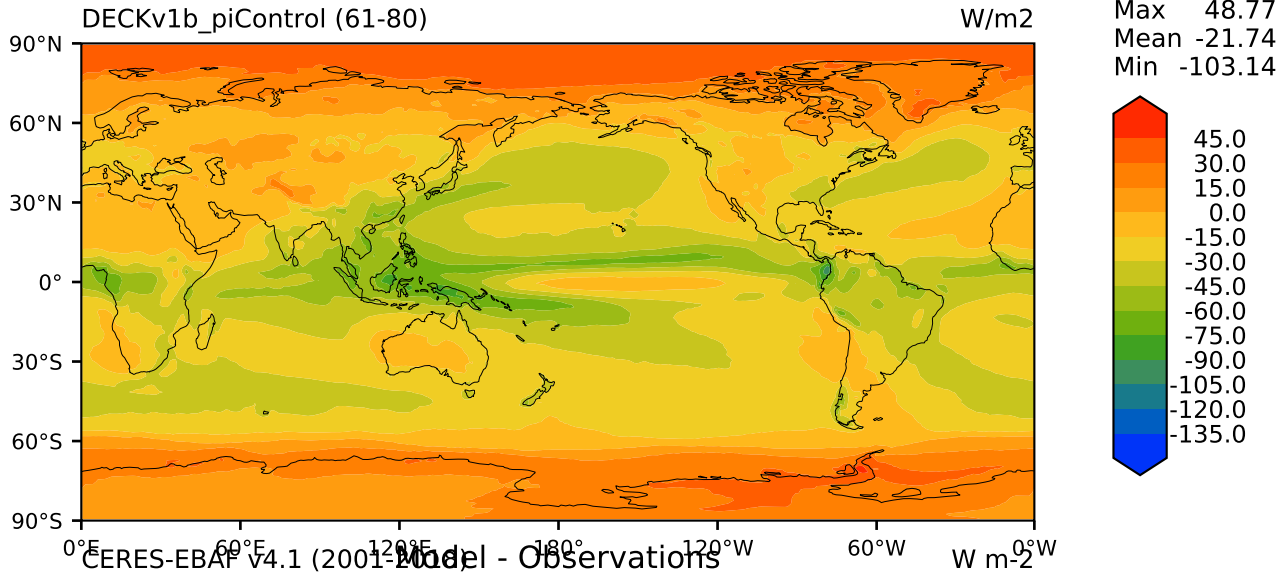 DECKv1b_piControl (61-80) W/m2
Max 48.77
Mean -21.74
Min -103.14
90°N
60°N
30°N
0°
30°S
60°S
90°S
0°E 60°E 120°E 180° 120°W 60°W 0°W
45.0
30.0
15.0
0.0
-15.0
-30.0
-45.0
-60.0
-75.0
-90.0
-105.0
-120.0
-135.0
CERES-EBAF v4.1 (2001-2018) Model - Observations W m-2